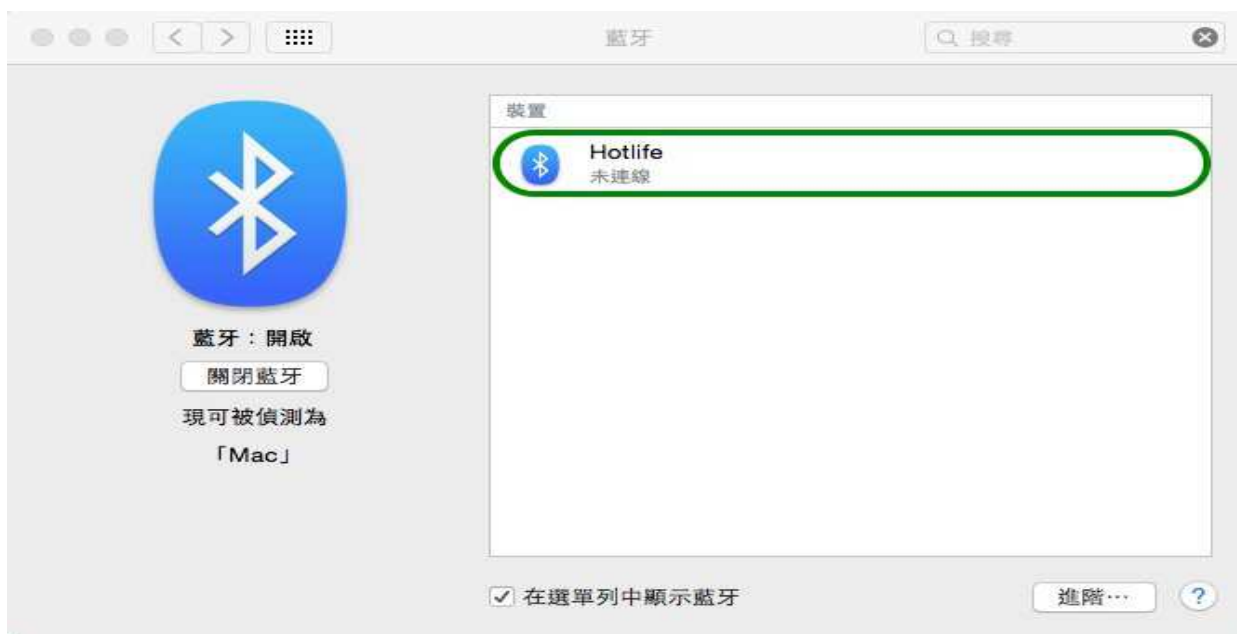 藍牙
搜尋
裝置
Hotlife
未連線
藍牙：開啟
關閉藍牙
現可被偵測為
「Mac」
在選單列中顯示藍牙
進階⋯
?